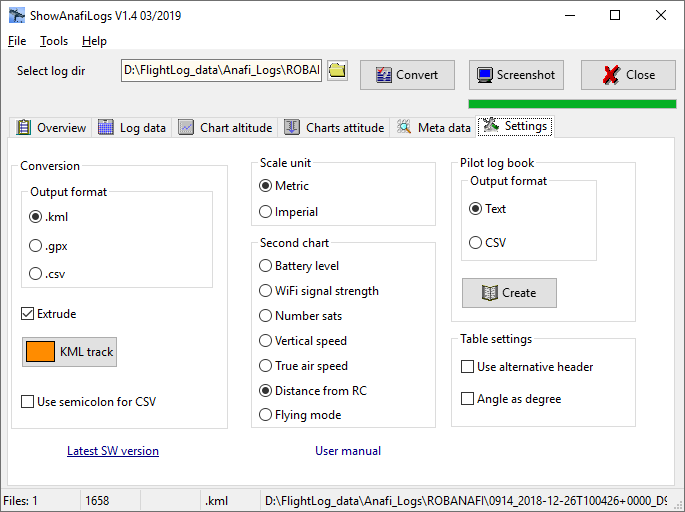 ShowAnafiLogs V1.4 03/2019
File Tools Help
Select log dir D:\FlightLog_data\Anafi_Logs\ROBANI Convert Screenshot Close
Overview Log data Chart altitude Charts attitude Meta data Settings
Conversion
Output format
.kml
.gpx
.csv
Extrude
KML track
Use semicolon for CSV
Scale unit
Metric
Imperial
Second chart
Battery level
WiFi signal strength
Number sats
Vertical speed
True air speed
Distance from RC
Flying mode
Pilot log book
Output format
Text
CSV
Create
Table settings
Use alternative header
Angle as degree
Latest SW version User manual
Files: 1 1658 .kml D:\FlightLog_data\Anafi_Logs\ROBANAFI\0914_2018-12-26T100426+0000_D9